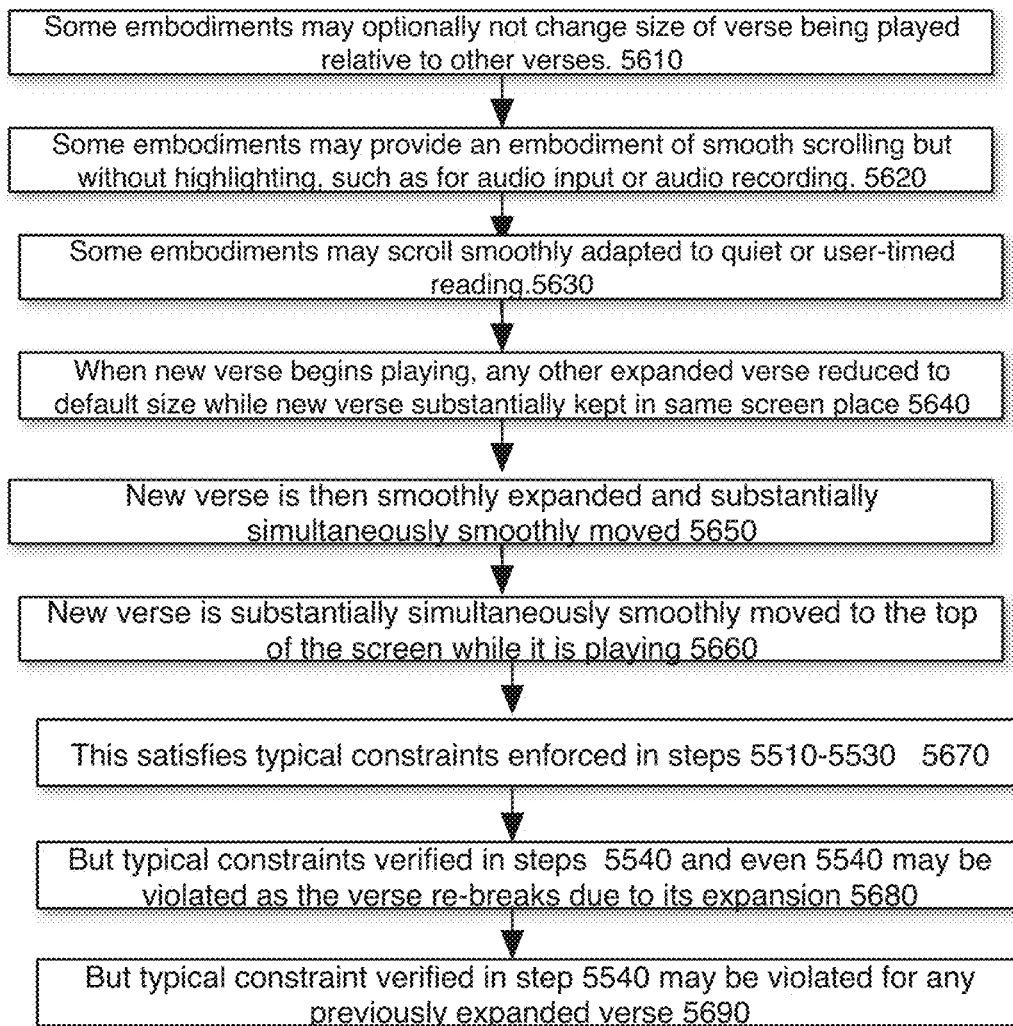 Some embodiments may optionally not change size of verse being played
relative to other verses. 5610
Some embodiments may provide an embodiment of smooth scrolling but
without highlighting, such as for audio input or audio recording. 5620
Some embodiments may scroll smoothly adapted to quiet or user-timed
reading.5630
When new verse begins playing, any other expanded verse reduced to
default size while new verse substantially kept in same screen place 5640
New verse is then smoothly expanded and substantially
simultaneously smoothly moved 5650
New verse is substantially simultaneously smoothly moved to the top
of the screen while it is playing 5660
This satisfies typical constraints enforced in steps 5510-5530 5670
But typical constraints verified in steps 5540 and even 5540 may be
violated as the verse re-breaks due to its expansion 5680
But typical constraint verified in step 5540 may be violated for any
previously expanded verse 5690